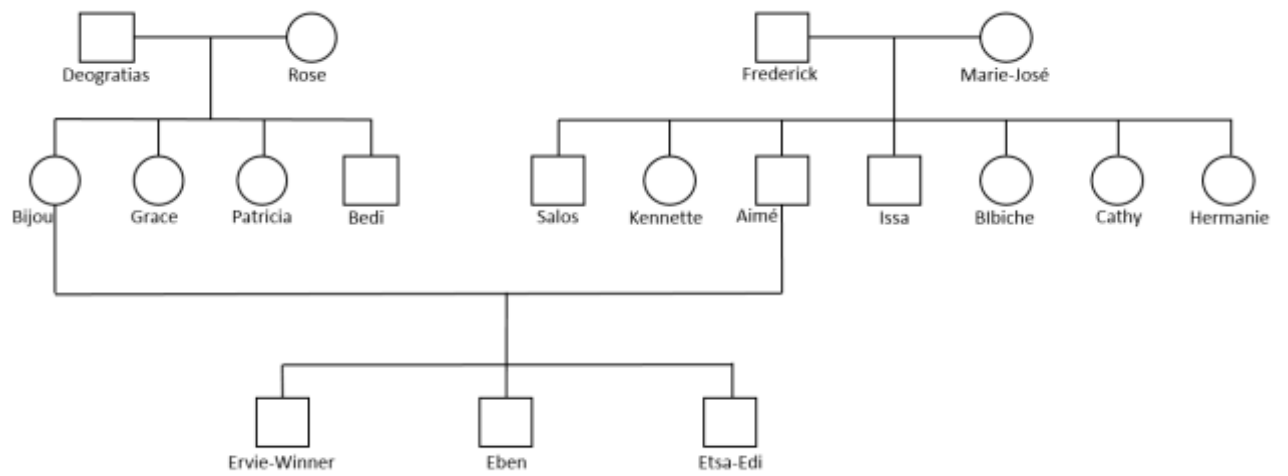 Deogratias
Rose
Frederick
Marie-José
Bijou
Grace
Patricia
Bedi
Salos
Kennette
Aimé
Issa
BIbiche
Cathy
Hermanie
Ervie-Winner
Eben
Etsa-Edi